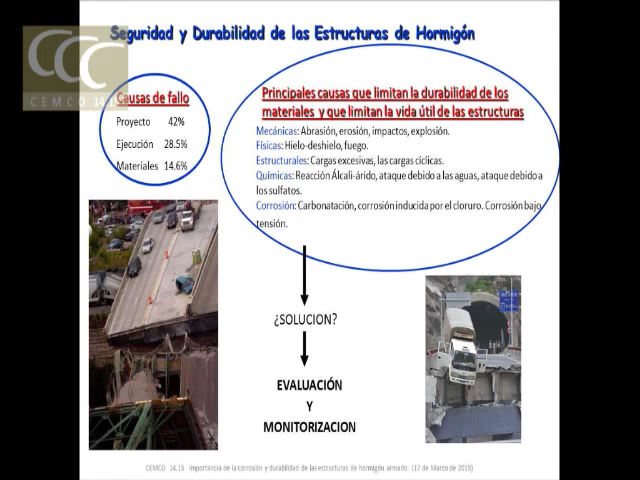 Seguridad y Durabilidad de las Estructuras de Hormigón
CCC
CEMCO 14.1
Causas de fallo
Proyecto 42%
Ejecución 28.5%
Materiales 14.6%
Principales causas que limitan la durabilidad de los
materiales y que limitan la vida útil de las estructuras
Mecánicas: Abrasión, erosión, impactos, explosión.
Físicas: Hielo-deshielo, fuego.
Estructurales: Cargas excesivas, las cargas cíclicas.
Químicas: Reacción Álcali-árido, ataque debido a las aguas, ataque debido a
los sulfatos.
Corrosión: Carbonatación, corrosión inducida por el cloruro. Corrosión bajo
tensión.
¿SOLUCION?
EVALUACIÓN
Y
MONITORIZACION
CEMCO 14.15 Importancia de la corrosión y durabilidad de las estructuras de hormigón armado. (17 de Marzo de 2015)